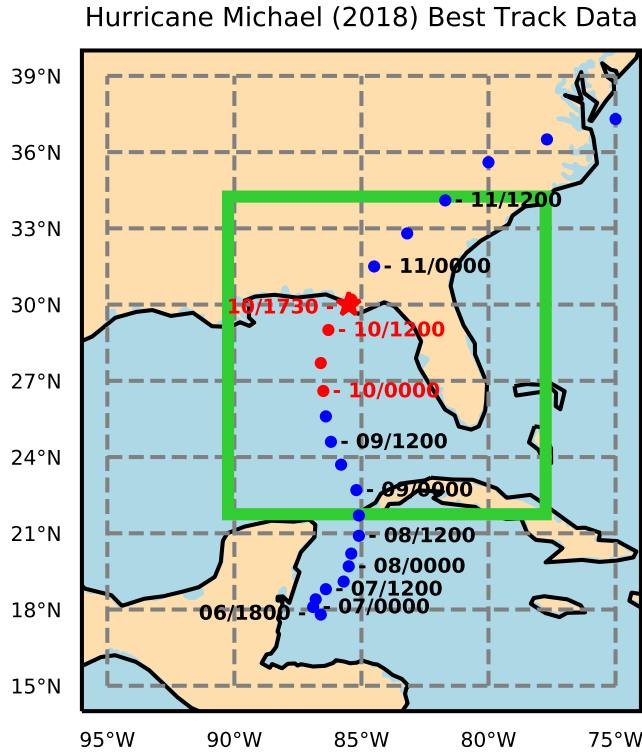 Hurricane Michael (2018) Best Track Data
39°N
36°N
33°N
30°N
27°N
24°N
21°N
18°N
15°N
- 11/1200
- 11/0000
10/1730 -
- 10/1200
- 10/0000
- 09/1200
- 09/0000
- 08/1200
- 08/0000
- 07/1200
- 07/0000
06/1800 -
95°W 90°W 85°W 80°W 75°W